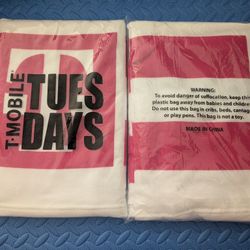 T-MOBILE
TUES
DAYS
WARNING:
To avoid danger of suffocation, keep this
plastic bag away from babies and children.
Do not use this bag in cribs, beds, carriages
or play pens. This bag is not a toy.
MADE IN CHINA